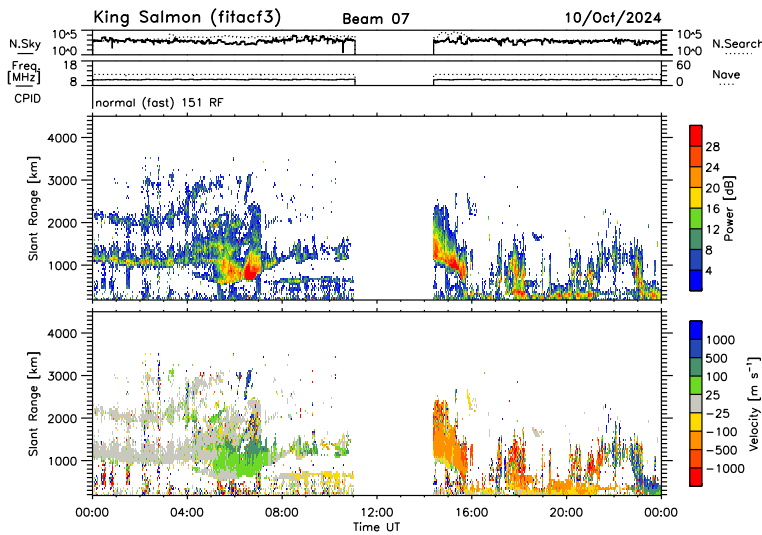 King Salmon (fitacf3) Beam 07 10/Oct/2024
N.Sky 10+5 10+0 10+5 10+0 N.Search
Freq. [MHz] 18 8 60 0 Nave
CPID normal (fast) 151 RF
Slant Range [km] 4000 3000 2000 1000
Power [dB] 28 24 20 16 12 8 4
Slant Range [km] 4000 3000 2000 1000
Velocity [m s⁻¹] 1000 500 100 25 −25 −100 −500 −1000
00:00 04:00 08:00 12:00 16:00 20:00 00:00
Time UT